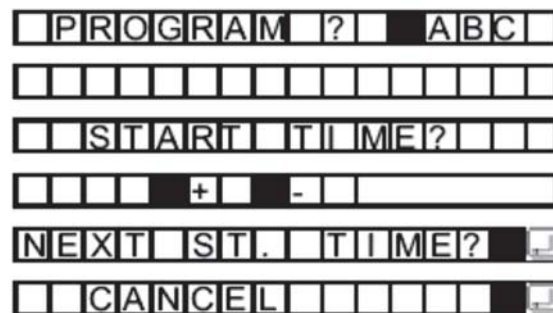 PROGRAM ? ■ABC
START TIME?
■+ ■-
NEXT ST. TIME?■↵
CANCEL ■↵